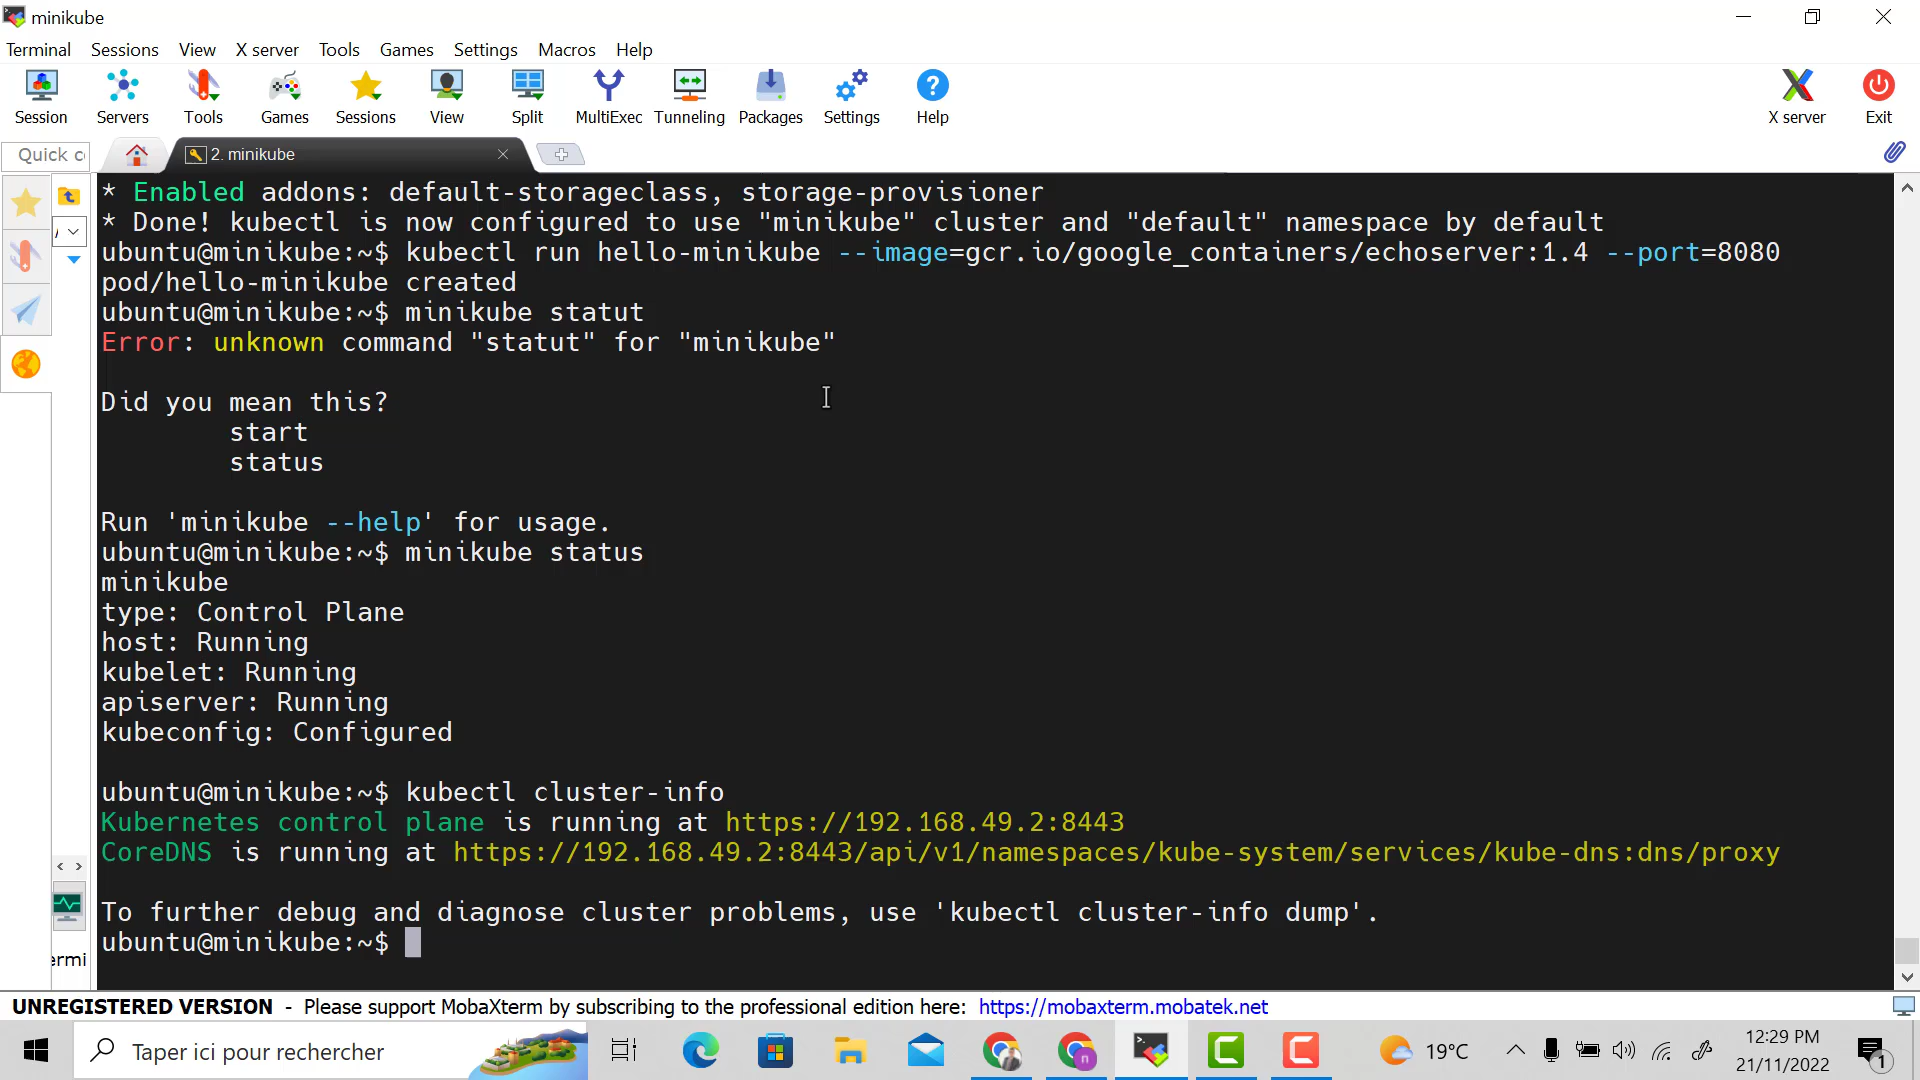 minikube
Terminal Sessions View X server Tools Games Settings Macros Help
Session Servers Tools Games Sessions View Split MultiExec Tunneling Packages Settings Help X server Exit
Quick c
2. minikube
* Enabled addons: default-storageclass, storage-provisioner
* Done! kubectl is now configured to use "minikube" cluster and "default" namespace by default
ubuntu@minikube:~$ kubectl run hello-minikube --image=gcr.io/google_containers/echoserver:1.4 --port=8080
pod/hello-minikube created
ubuntu@minikube:~$ minikube statut
Error: unknown command "statut" for "minikube"
Did you mean this?
start
status
Run 'minikube --help' for usage.
ubuntu@minikube:~$ minikube status
minikube
type: Control Plane
host: Running
kubelet: Running
apiserver: Running
kubeconfig: Configured
ubuntu@minikube:~$ kubectl cluster-info
Kubernetes control plane is running at https://192.168.49.2:8443
CoreDNS is running at https://192.168.49.2:8443/api/v1/namespaces/kube-system/services/kube-dns:dns/proxy
To further debug and diagnose cluster problems, use 'kubectl cluster-info dump'.
ubuntu@minikube:~$
ermi
UNREGISTERED VERSION - Please support MobaXterm by subscribing to the professional edition here: https://mobaxterm.mobatek.net
Taper ici pour rechercher
19°C
12:29 PM
21/11/2022
1